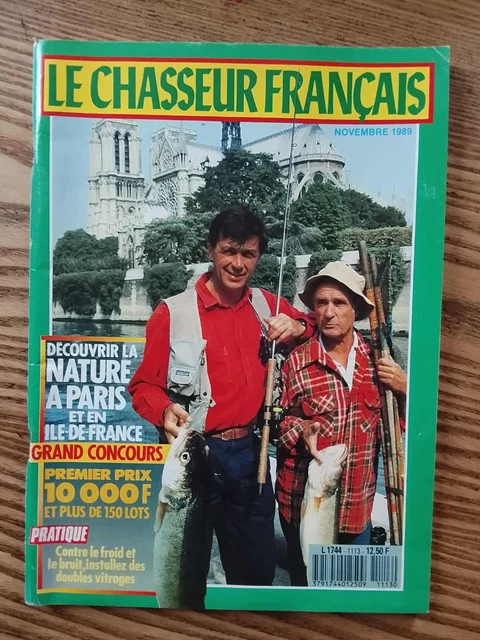 LE CHASSEUR FRANÇAIS
NOVEMBRE 1989
DECOUVRIR LA
NATURE
A PARIS
ET EN
ILE-DE-FRANCE
GRAND CONCOURS
PREMIER PRIX
10 000 F
ET PLUS DE 150 LOTS
PRATIQUE
Contre le froid et
le bruit, installez des
doubles vitrages
L 1744 - 1113 - 12,50 F
3791744012509 11130